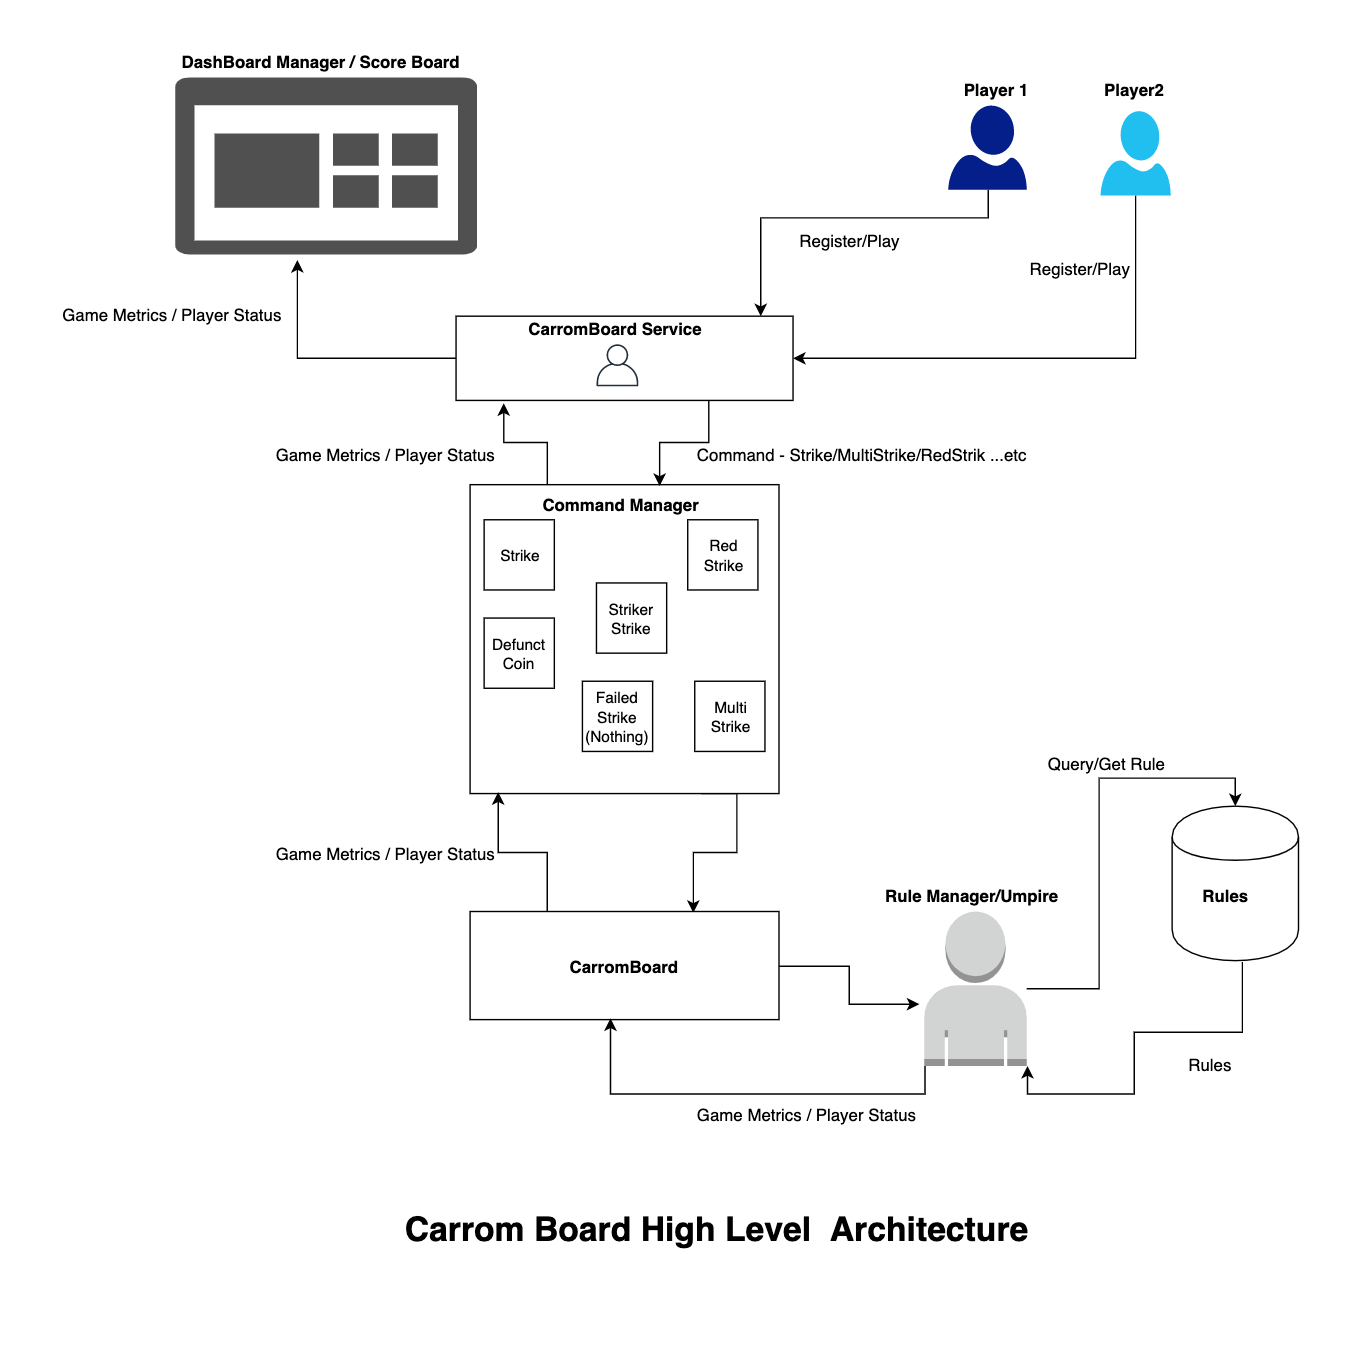 DashBoard Manager / Score Board
Player 1
Player2
Register/Play
Register/Play
Game Metrics / Player Status
CarromBoard Service
Game Metrics / Player Status
Command - Strike/MultiStrike/RedStrik ...etc
Command Manager
Strike
Red
Strike
Striker
Strike
Defunct
Coin
Failed
Strike
(Nothing)
Multi
Strike
Query/Get Rule
Game Metrics / Player Status
Rule Manager/Umpire
Rules
CarromBoard
Rules
Game Metrics / Player Status
Carrom Board High Level  Architecture